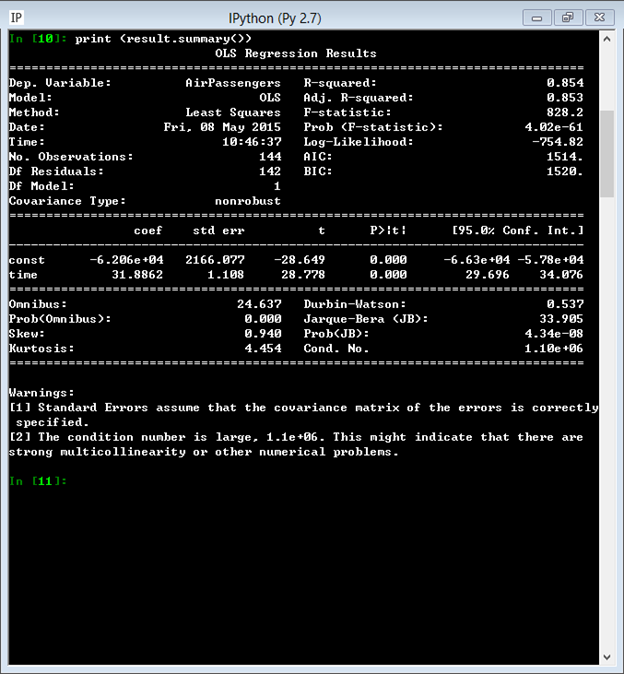 IP IPython (Py 2.7)
In [10]: print (result.summary())
OLS Regression Results
==============================================================================
Dep. Variable: AirPassengers R-squared: 0.854
Model: OLS Adj. R-squared: 0.853
Method: Least Squares F-statistic: 828.2
Date: Fri, 08 May 2015 Prob (F-statistic): 4.02e-61
Time: 10:46:37 Log-Likelihood: -754.82
No. Observations: 144 AIC: 1514.
Df Residuals: 142 BIC: 1520.
Df Model: 1
Covariance Type: nonrobust
==============================================================================
coef std err t P>|t| [95.0% Conf. Int.]
------------------------------------------------------------------------------
const -6.206e+04 2166.077 -28.649 0.000 -6.63e+04 -5.78e+04
time 31.8862 1.108 28.778 0.000 29.696 34.076
==============================================================================
Omnibus: 24.637 Durbin-Watson: 0.537
Prob(Omnibus): 0.000 Jarque-Bera (JB): 33.905
Skew: 0.940 Prob(JB): 4.34e-08
Kurtosis: 4.454 Cond. No. 1.10e+06
==============================================================================
Warnings:
[1] Standard Errors assume that the covariance matrix of the errors is correctly
specified.
[2] The condition number is large, 1.1e+06. This might indicate that there are
strong multicollinearity or other numerical problems.
In [11]: